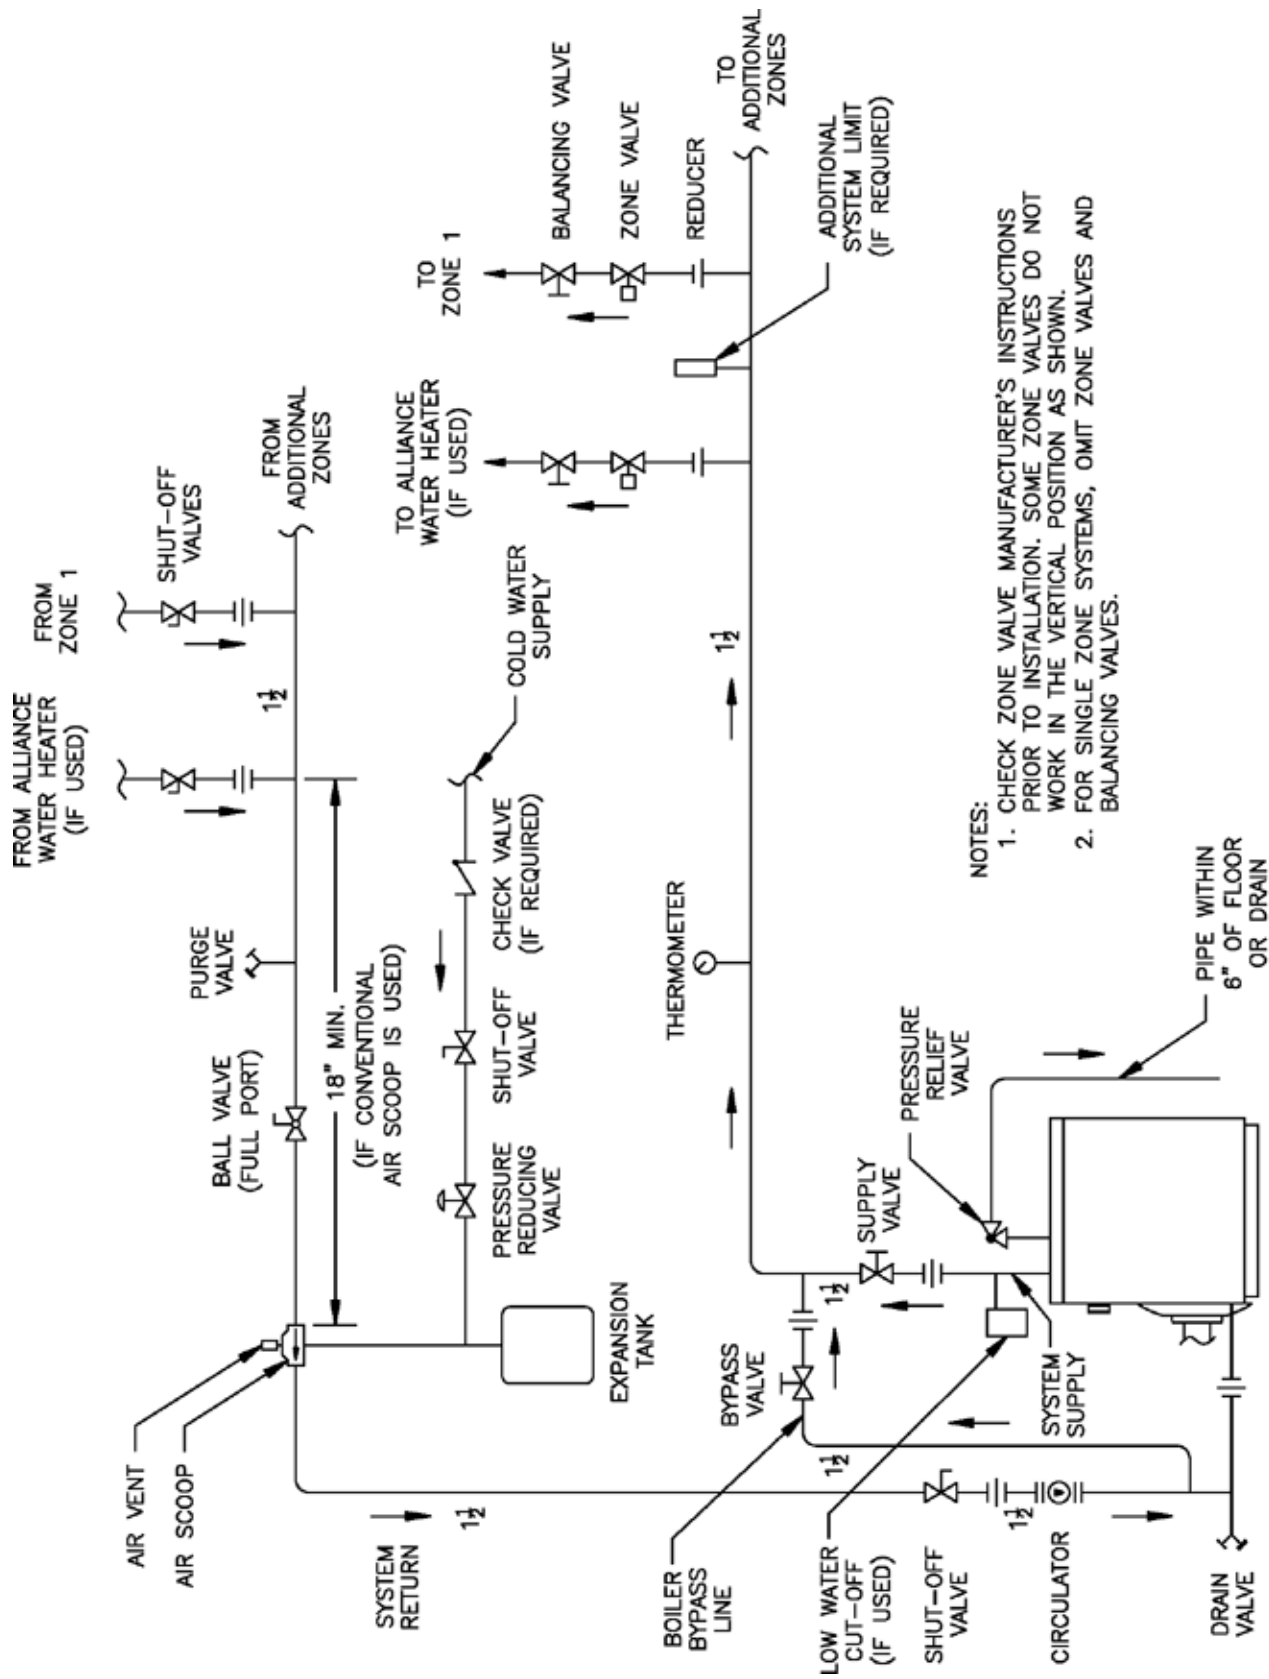 FROM ALLIANCE
WATER HEATER
(IF USED)
FROM
ZONE 1
SHUT-OFF
VALVES
FROM
ADDITIONAL
ZONES
1½
PURGE
VALVE
BALL VALVE
(FULL PORT)
18" MIN.
(IF CONVENTIONAL
AIR SCOOP IS USED)
AIR VENT
AIR SCOOP
SYSTEM
RETURN
1½
COLD WATER
SUPPLY
CHECK VALVE
(IF REQUIRED)
SHUT-OFF
VALVE
PRESSURE
REDUCING
VALVE
EXPANSION
TANK
TO ALLIANCE
WATER HEATER
(IF USED)
TO
ZONE 1
BALANCING VALVE
ZONE VALVE
REDUCER
TO
ADDITIONAL
ZONES
ADDITIONAL
SYSTEM LIMIT
(IF REQUIRED)
1½
THERMOMETER
BYPASS
VALVE
1½
SUPPLY
VALVE
PRESSURE
RELIEF
VALVE
PIPE WITHIN
6" OF FLOOR
OR DRAIN
SYSTEM
SUPPLY
1½
BOILER
BYPASS
LINE
LOW WATER
CUT-OFF
(IF USED)
SHUT-OFF
VALVE
1½
CIRCULATOR
DRAIN
VALVE
NOTES:
1. CHECK ZONE VALVE MANUFACTURER'S INSTRUCTIONS
PRIOR TO INSTALLATION. SOME ZONE VALVES DO NOT
WORK IN THE VERTICAL POSITION AS SHOWN.
2. FOR SINGLE ZONE SYSTEMS, OMIT ZONE VALVES AND
BALANCING VALVES.